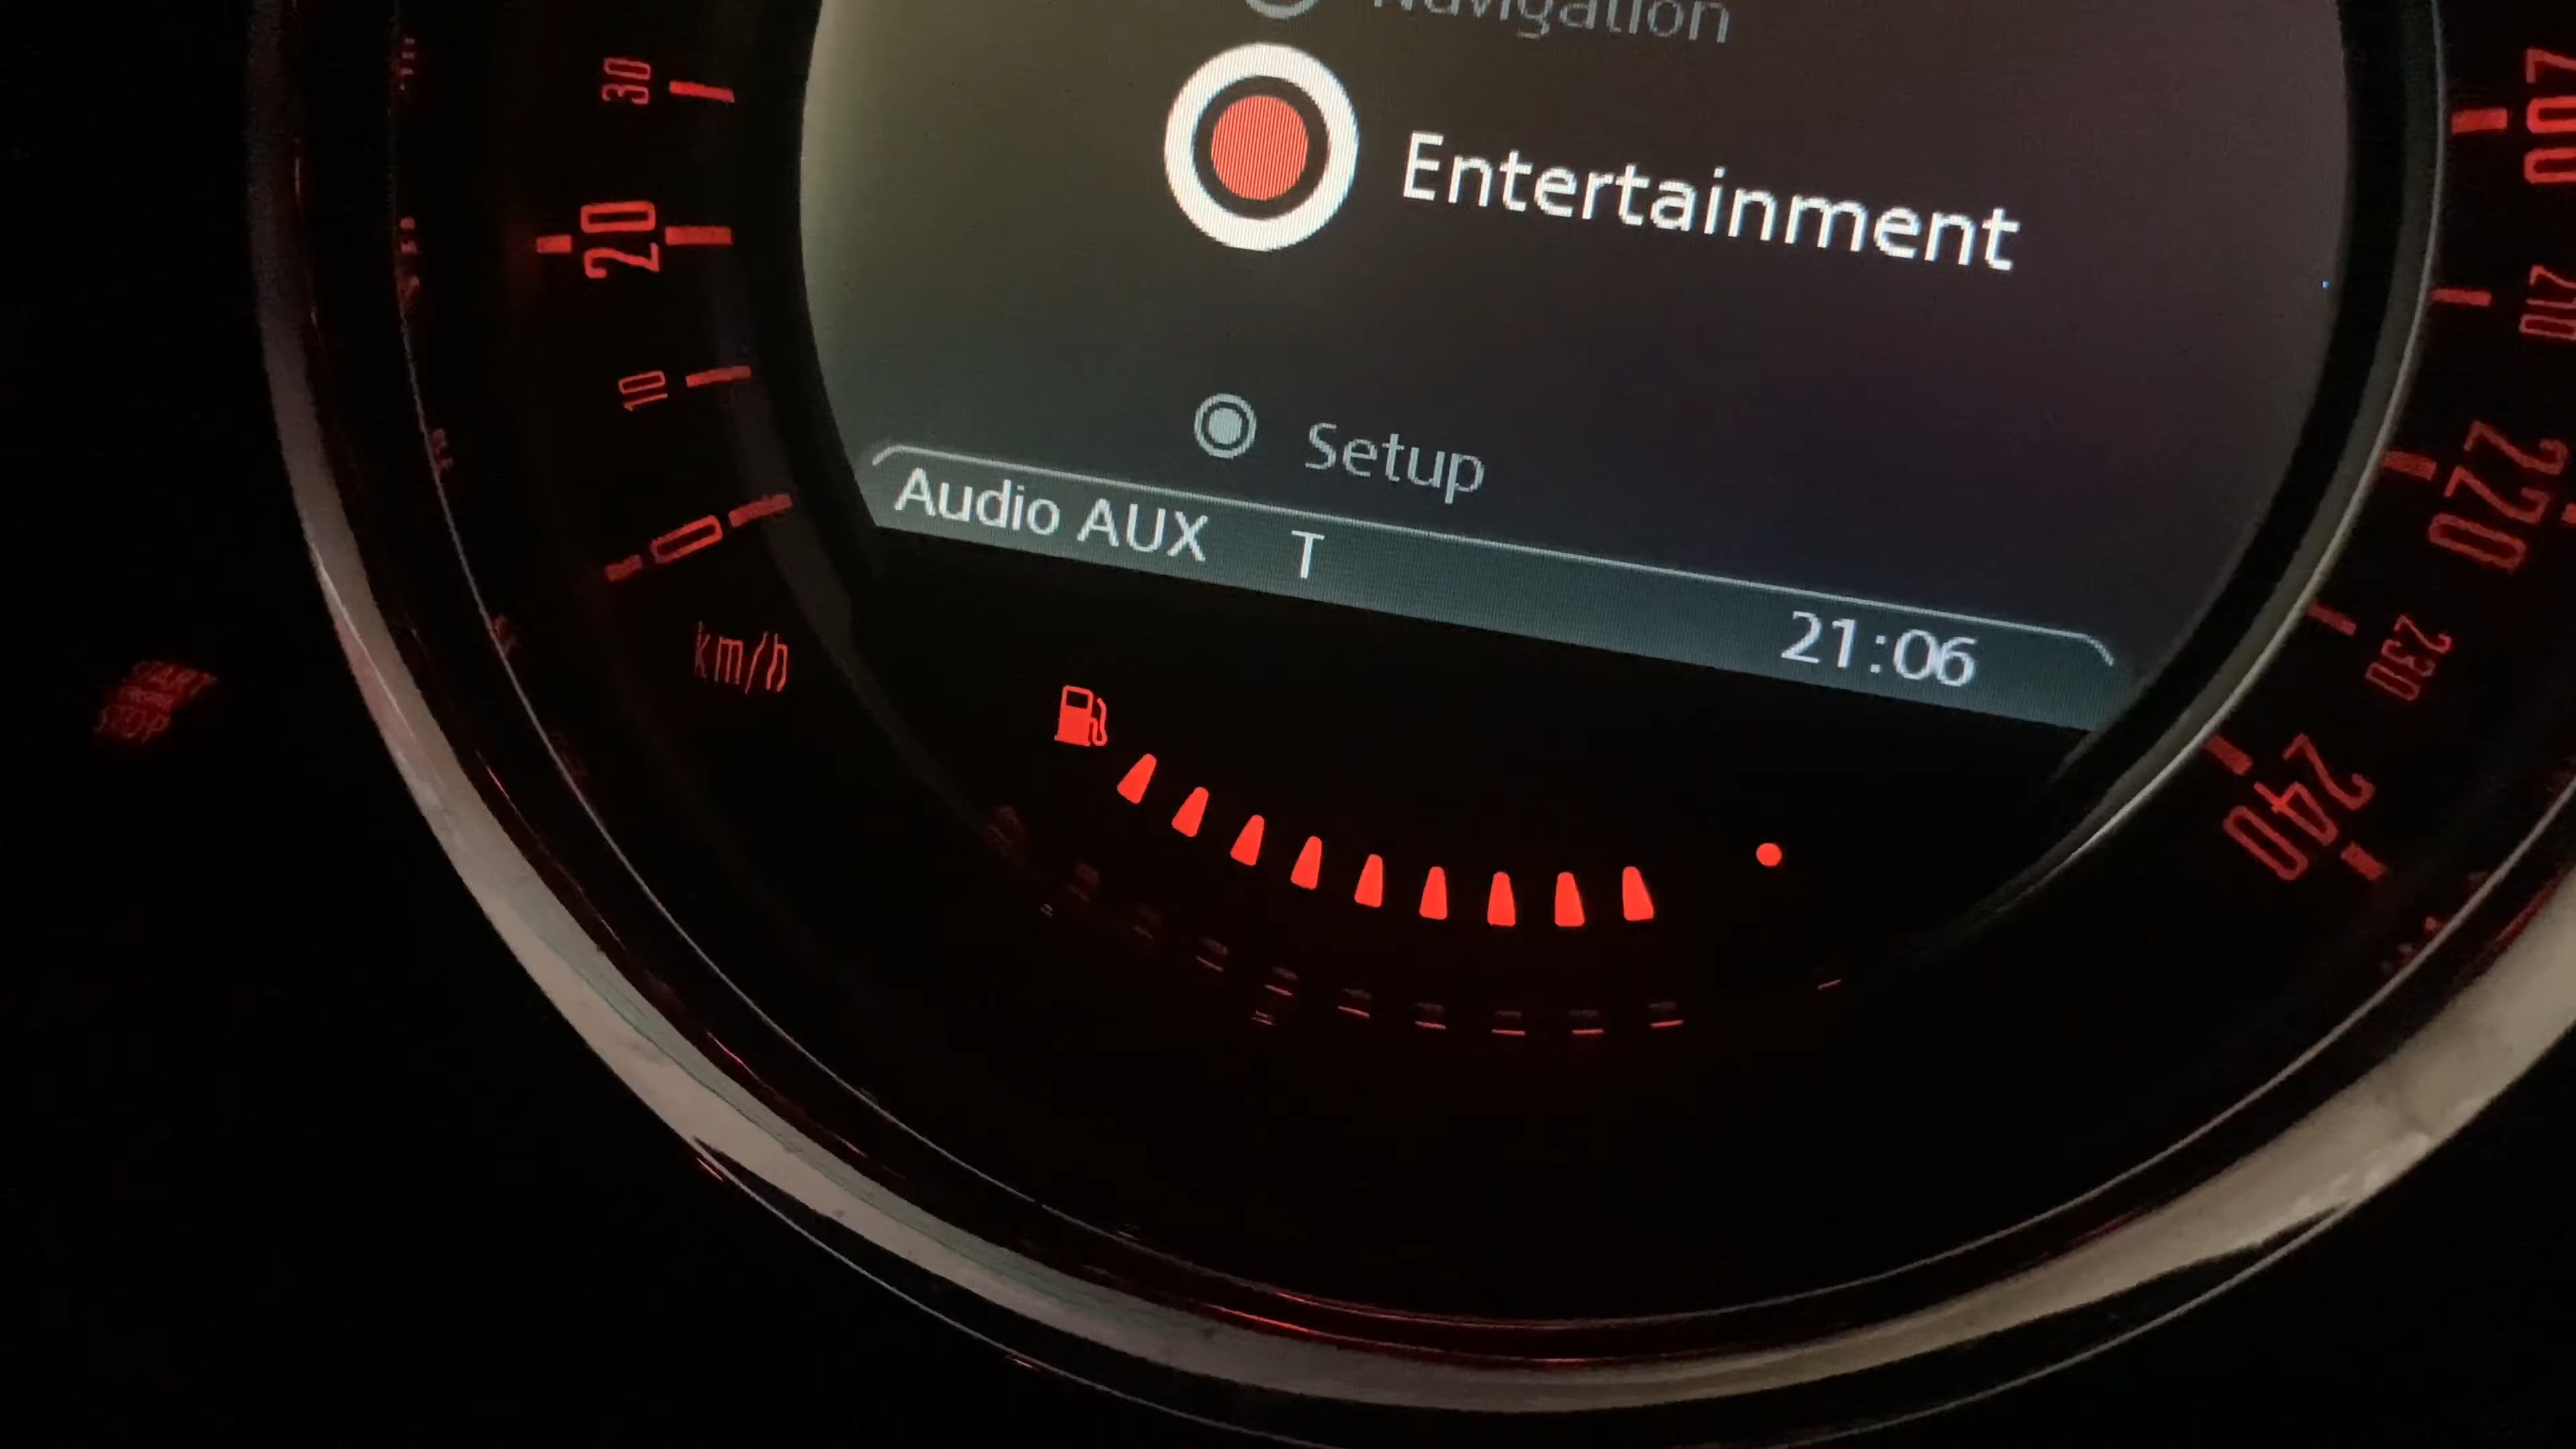 Navigation
Entertainment
Setup
Audio AUX T
21:06
30
20
10
0
km/h
START
ENGINE
STOP
200
210
220
230
240